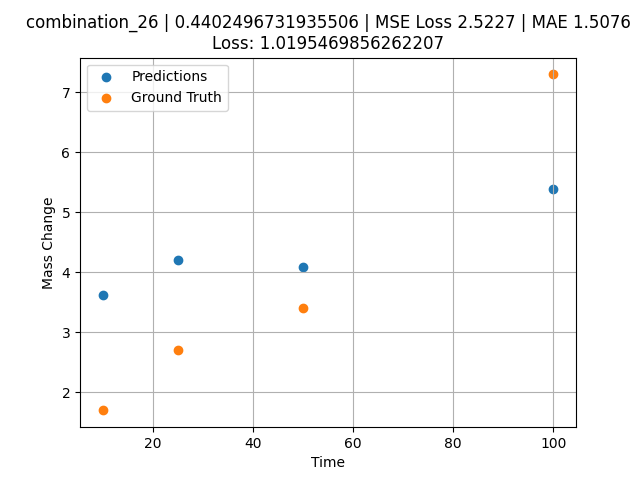 combination_26 | 0.4402496731935506 | MSE Loss 2.5227 | MAE 1.5076
Loss: 1.0195469856262207
Predictions
Ground Truth
7
6
5
4
3
2
Mass Change
20
40
60
80
100
Time